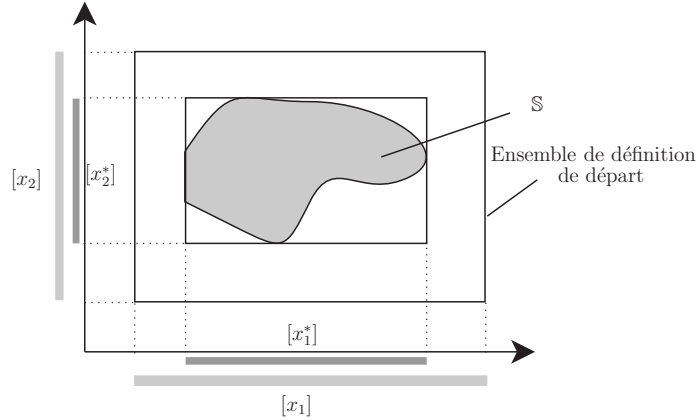 𝕊
Ensemble de définition
de départ
[x₂]
[x₂*]
[x₁*]
[x₁]